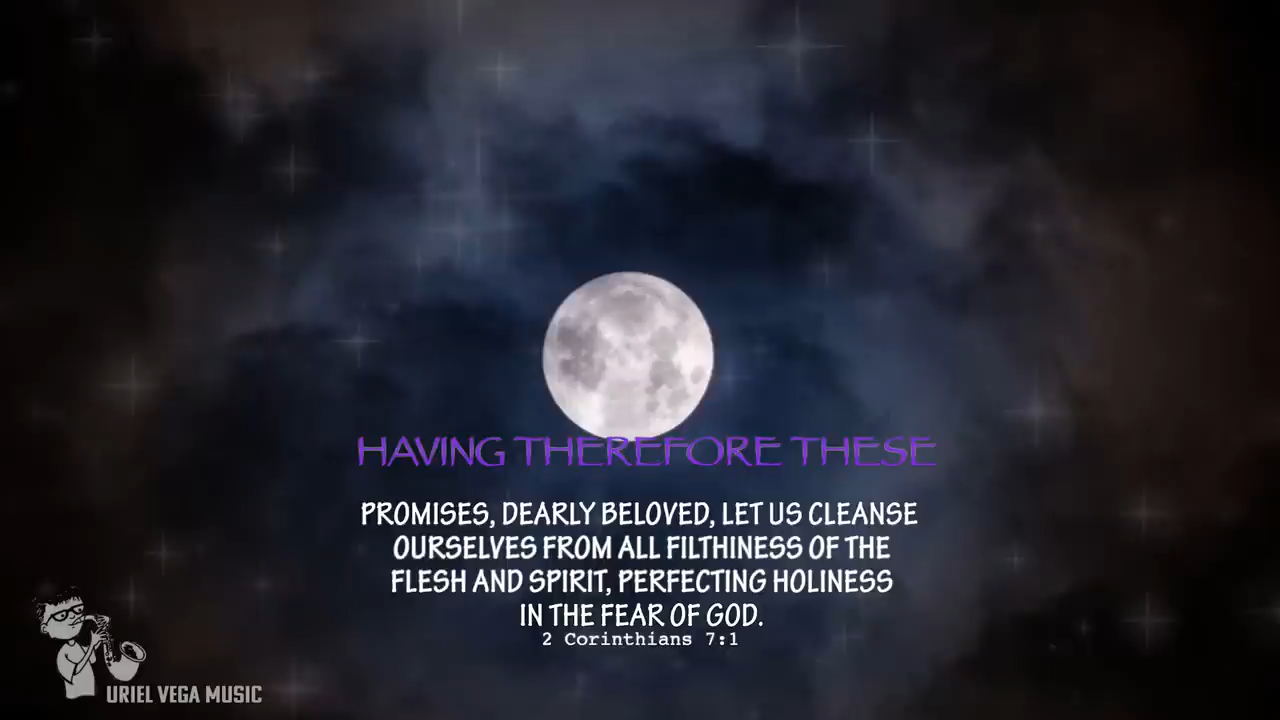 HAVING THEREFORE THESE
PROMISES, DEARLY BELOVED, LET US CLEANSE
OURSELVES FROM ALL FILTHINESS OF THE
FLESH AND SPIRIT, PERFECTING HOLINESS
IN THE FEAR OF GOD.
2 Corinthians 7:1
URIEL VEGA MUSIC